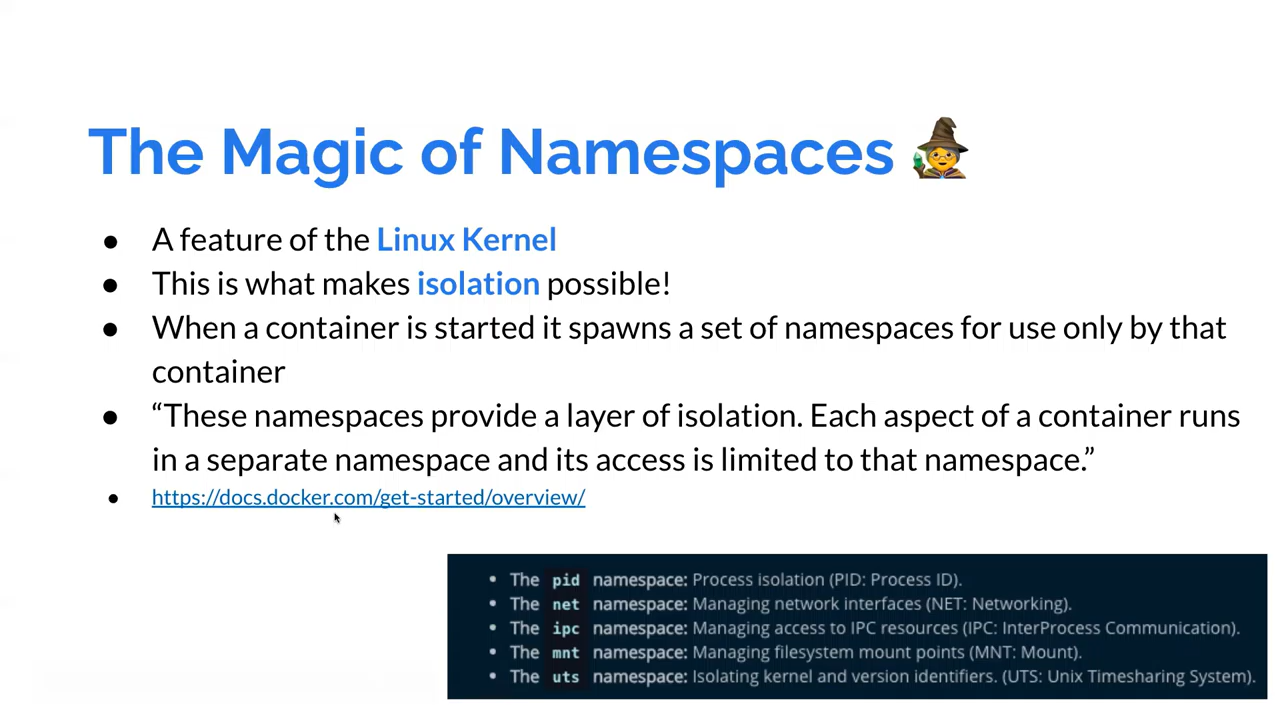 The Magic of Namespaces
● A feature of the Linux Kernel
● This is what makes isolation possible!
● When a container is started it spawns a set of namespaces for use only by that
container
● “These namespaces provide a layer of isolation. Each aspect of a container runs
in a separate namespace and its access is limited to that namespace.”
● https://docs.docker.com/get-started/overview/
• The pid namespace: Process isolation (PID: Process ID).
• The net namespace: Managing network interfaces (NET: Networking).
• The ipc namespace: Managing access to IPC resources (IPC: InterProcess Communication).
• The mnt namespace: Managing filesystem mount points (MNT: Mount).
• The uts namespace: Isolating kernel and version identifiers. (UTS: Unix Timesharing System).